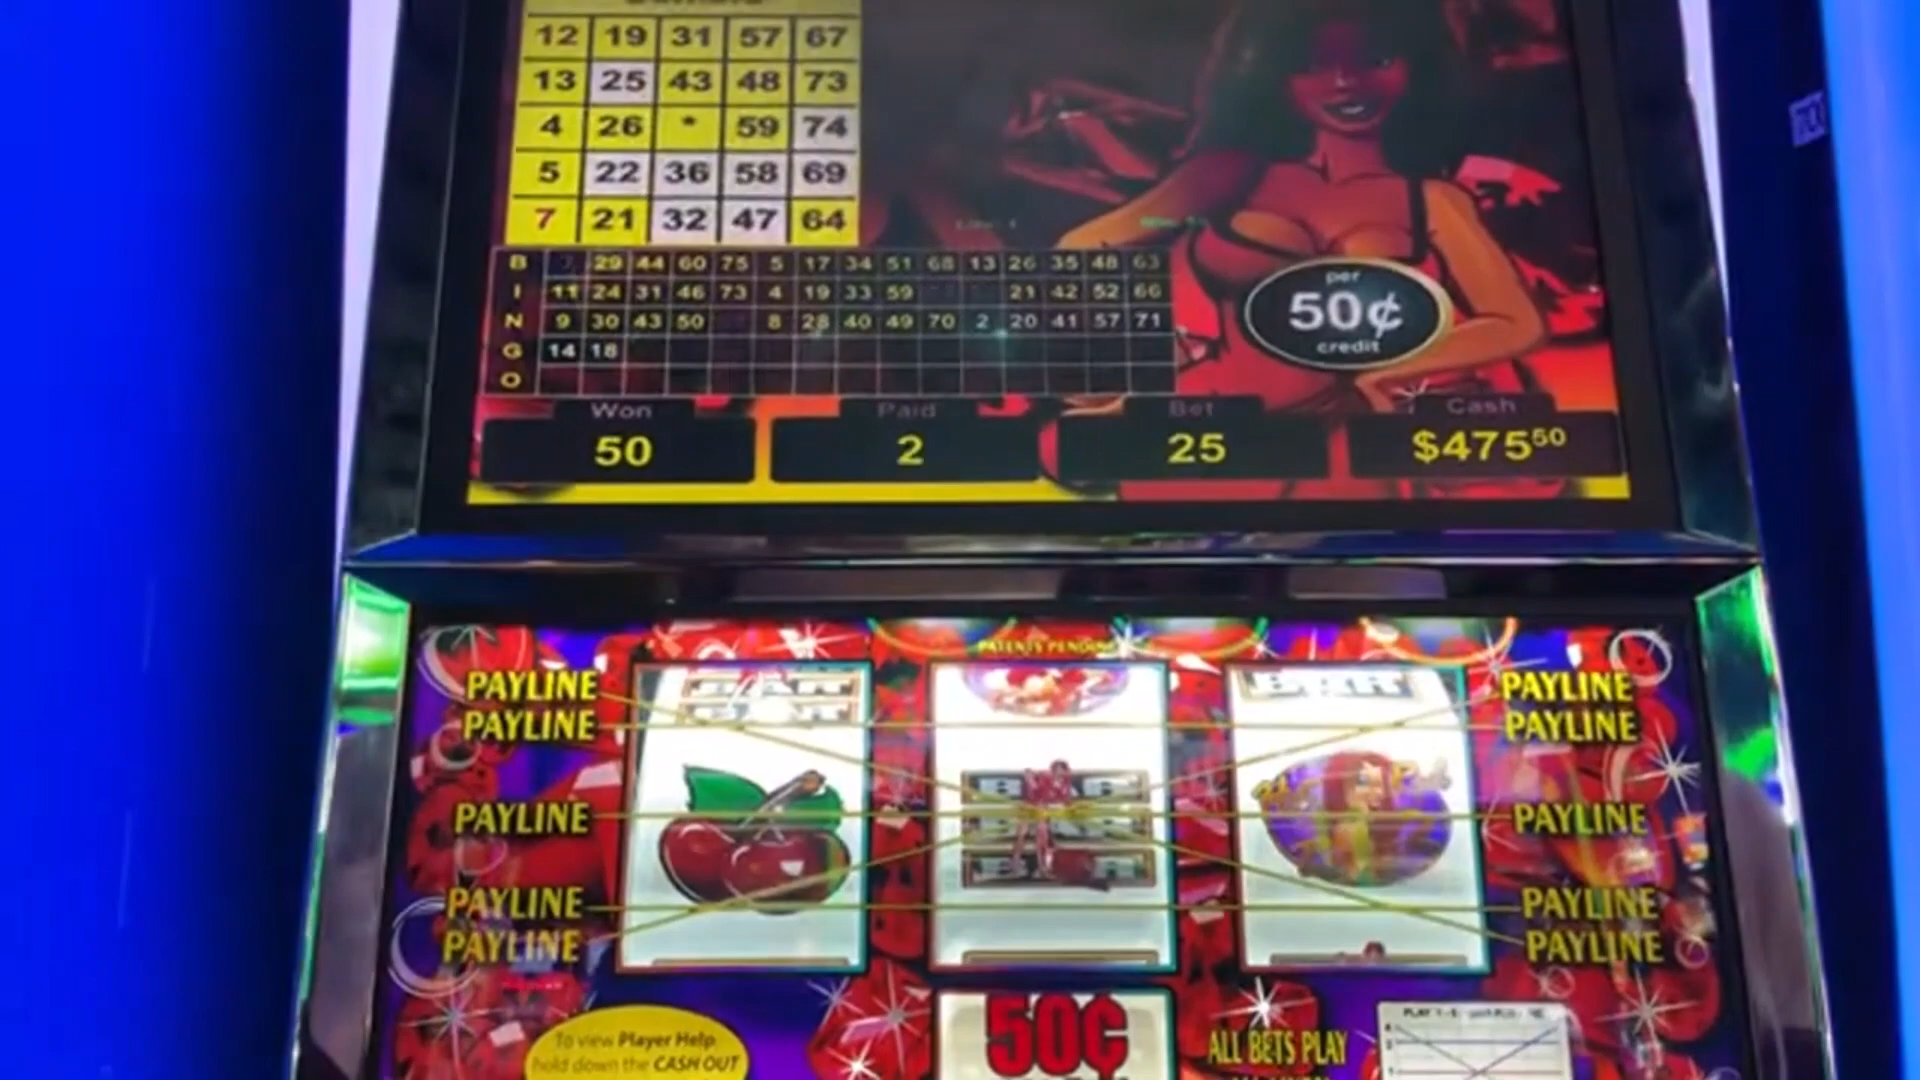 12 19 31 57 67
13 25 43 48 73
4 26 * 59 74
5 22 36 58 69
7 21 32 47 64
B 29 44 60 75 5 17 34 51 68 13 26 35 48 63
I 11 24 31 46 73 4 19 33 59 21 42 52 66
N 9 30 43 50 8 28 40 49 70 2 20 41 57 71
G 14 18
O
per
50¢
credit
Won Paid Bet Cash
50 2 25 $475 50
PATENTS PENDING
PAYLINE PAYLINE
PAYLINE PAYLINE
PAYLINE PAYLINE
PAYLINE PAYLINE
PAYLINE PAYLINE
BAR
BAR
BAR
To view Player Help
hold down the CASH OUT
50¢
ALL BETS PLAY